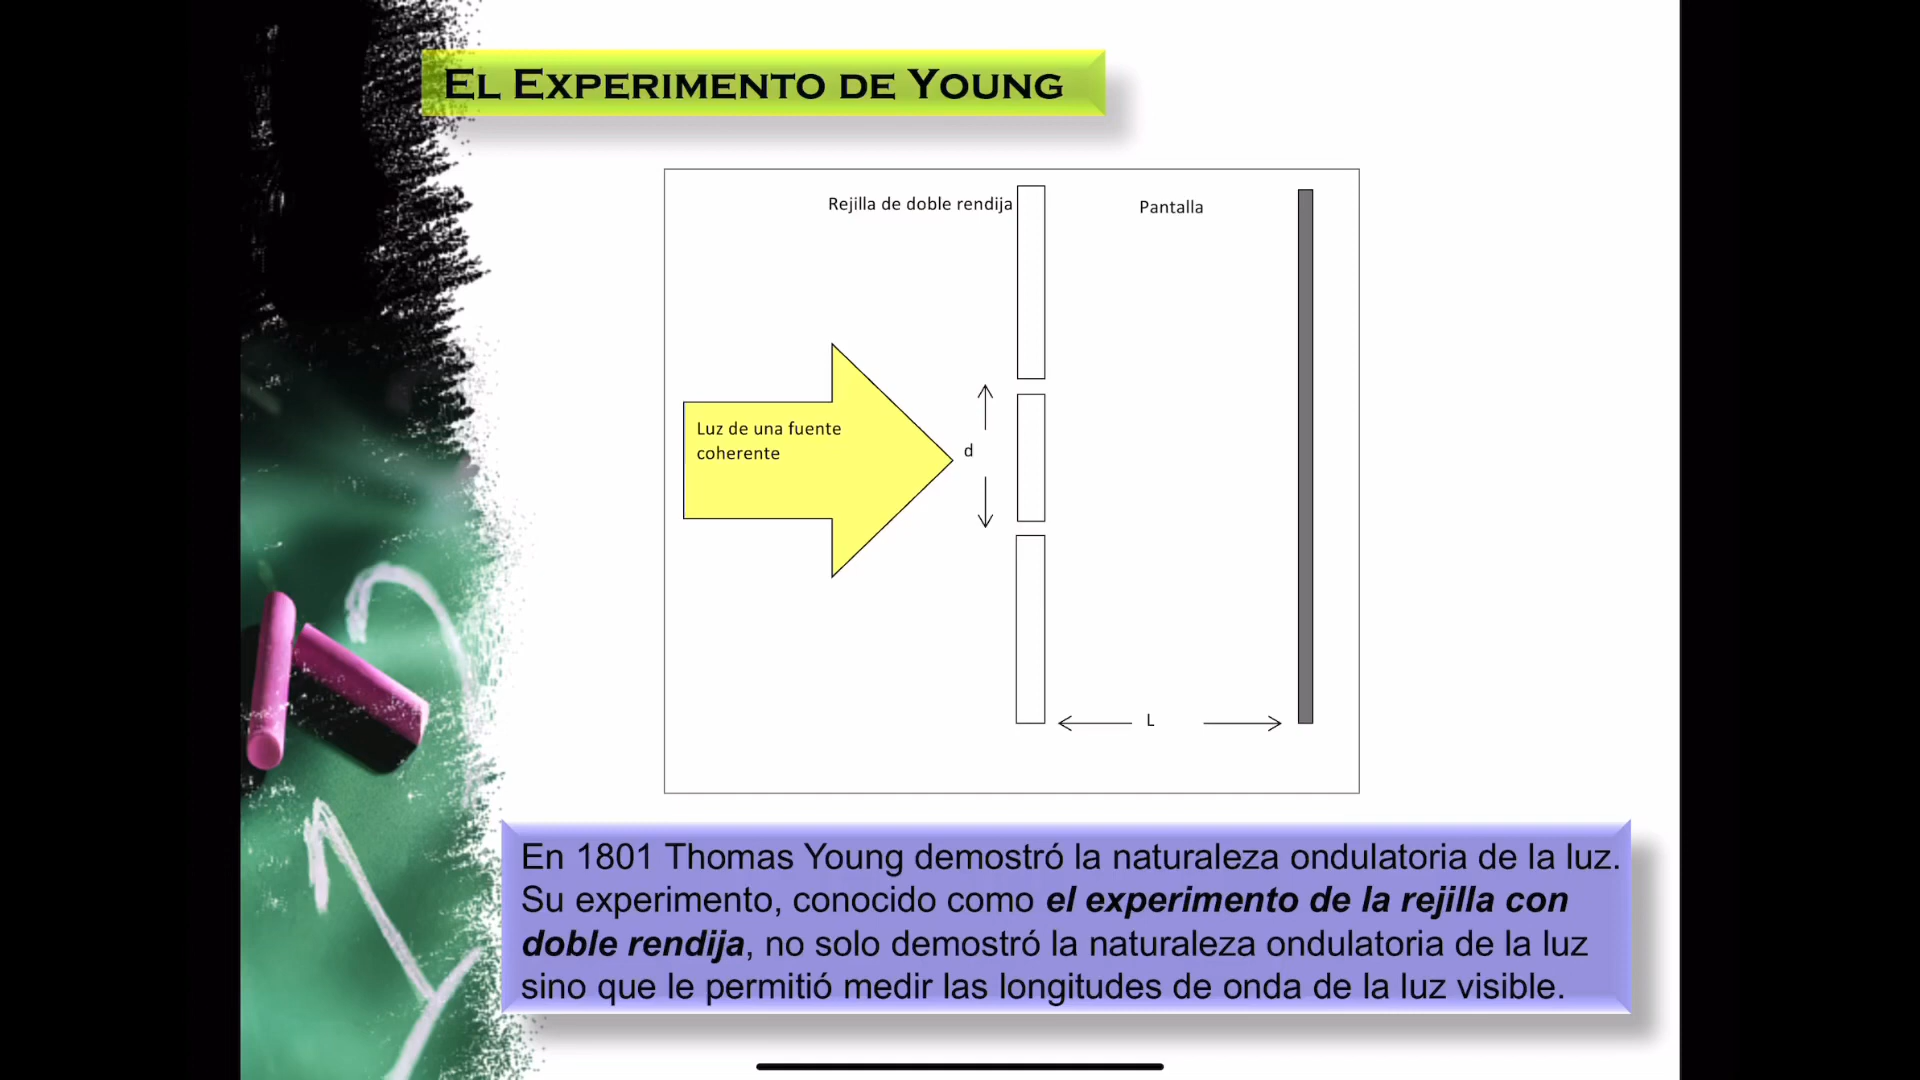 El Experimento de Young
Rejilla de doble rendija
Pantalla
Luz de una fuente
coherente
d
L
En 1801 Thomas Young demostró la naturaleza ondulatoria de la luz.
Su experimento, conocido como el experimento de la rejilla con
doble rendija, no solo demostró la naturaleza ondulatoria de la luz
sino que le permitió medir las longitudes de onda de la luz visible.